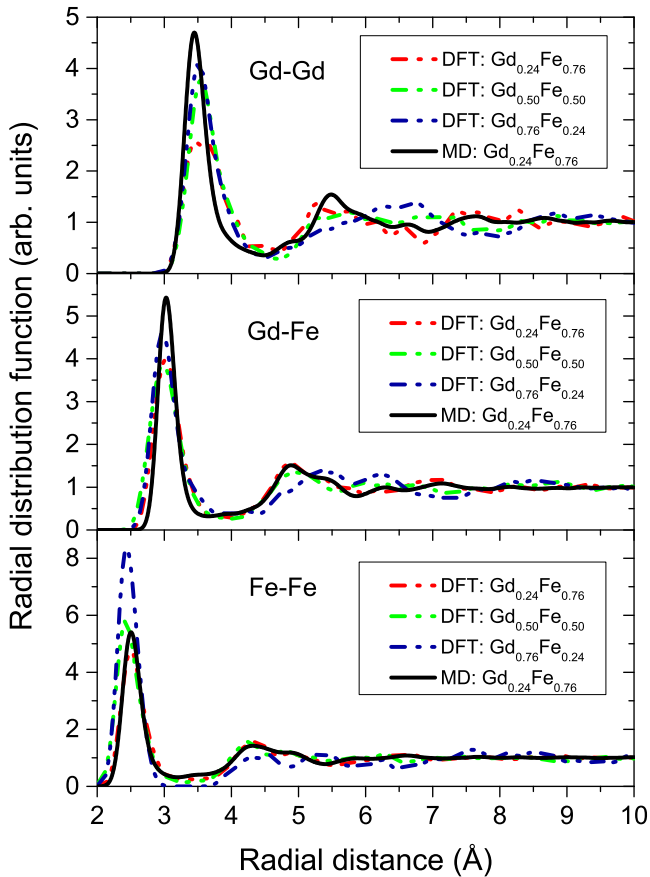 Radial distribution function (arb. units)
5
4
3
2
1
0
Gd-Gd
DFT: Gd0.24Fe0.76
DFT: Gd0.50Fe0.50
DFT: Gd0.76Fe0.24
MD: Gd0.24Fe0.76
5
4
3
2
1
0
Gd-Fe
DFT: Gd0.24Fe0.76
DFT: Gd0.50Fe0.50
DFT: Gd0.76Fe0.24
MD: Gd0.24Fe0.76
8
6
4
2
0
Fe-Fe
DFT: Gd0.24Fe0.76
DFT: Gd0.50Fe0.50
DFT: Gd0.76Fe0.24
MD: Gd0.24Fe0.76
2 3 4 5 6 7 8 9 10
Radial distance (Å)